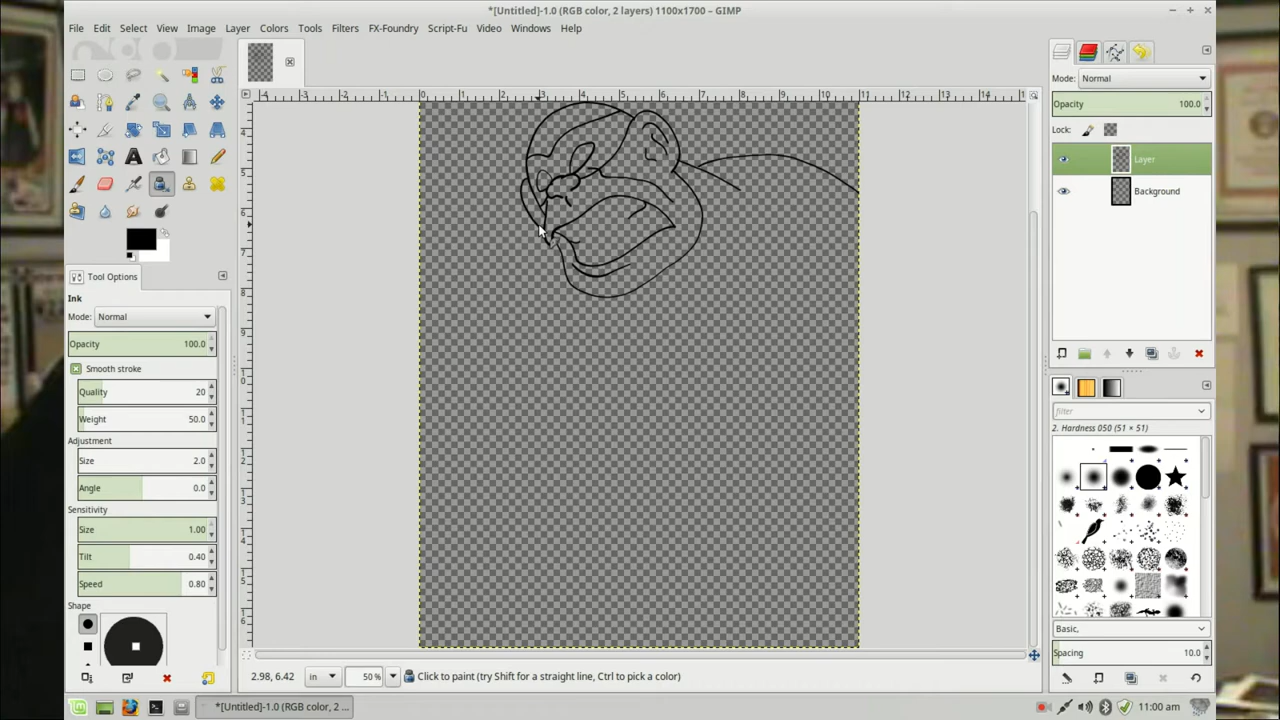 *[Untitled]-1.0 (RGB color, 2 layers) 1100x1700 – GIMP
File Edit Select View Image Layer Colors Tools Filters FX-Foundry Script-Fu Video Windows Help
Mode: Normal
Opacity 100.0
Lock:
Layer
Background
Tool Options
Ink
Mode: Normal
Opacity 100.0
Smooth stroke
Quality 20
Weight 50.0
Adjustment
Size 2.0
Angle 0.0
Sensitivity
Size 1.00
Tilt 0.40
Speed 0.80
Shape
filter
2. Hardness 050 (51 × 51)
Basic,
Spacing 10.0
2.98, 6.42 in 50 % Click to paint (try Shift for a straight line, Ctrl to pick a color)
*[Untitled]-1.0 (RGB color, 2 ...
11:00 am